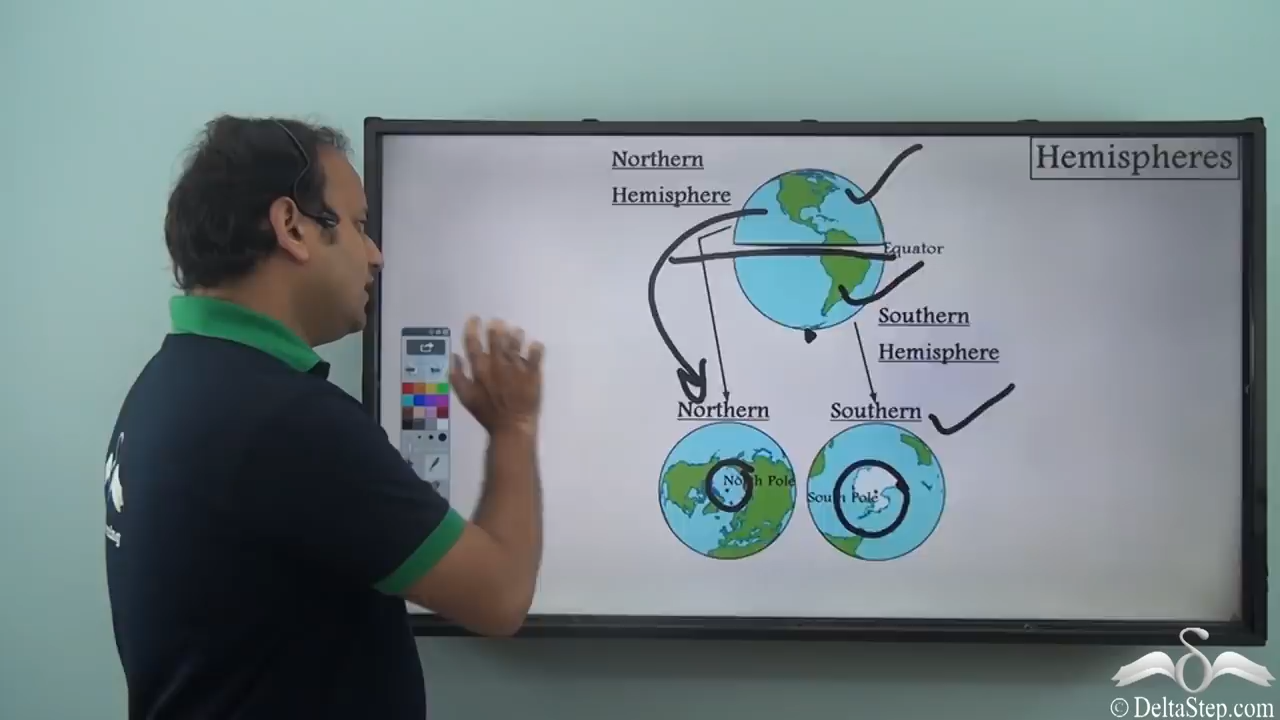 Hemispheres
Northern
Hemisphere
Equator
Southern
Hemisphere
Northern
Southern
North Pole
South Pole
© DeltaStep.com